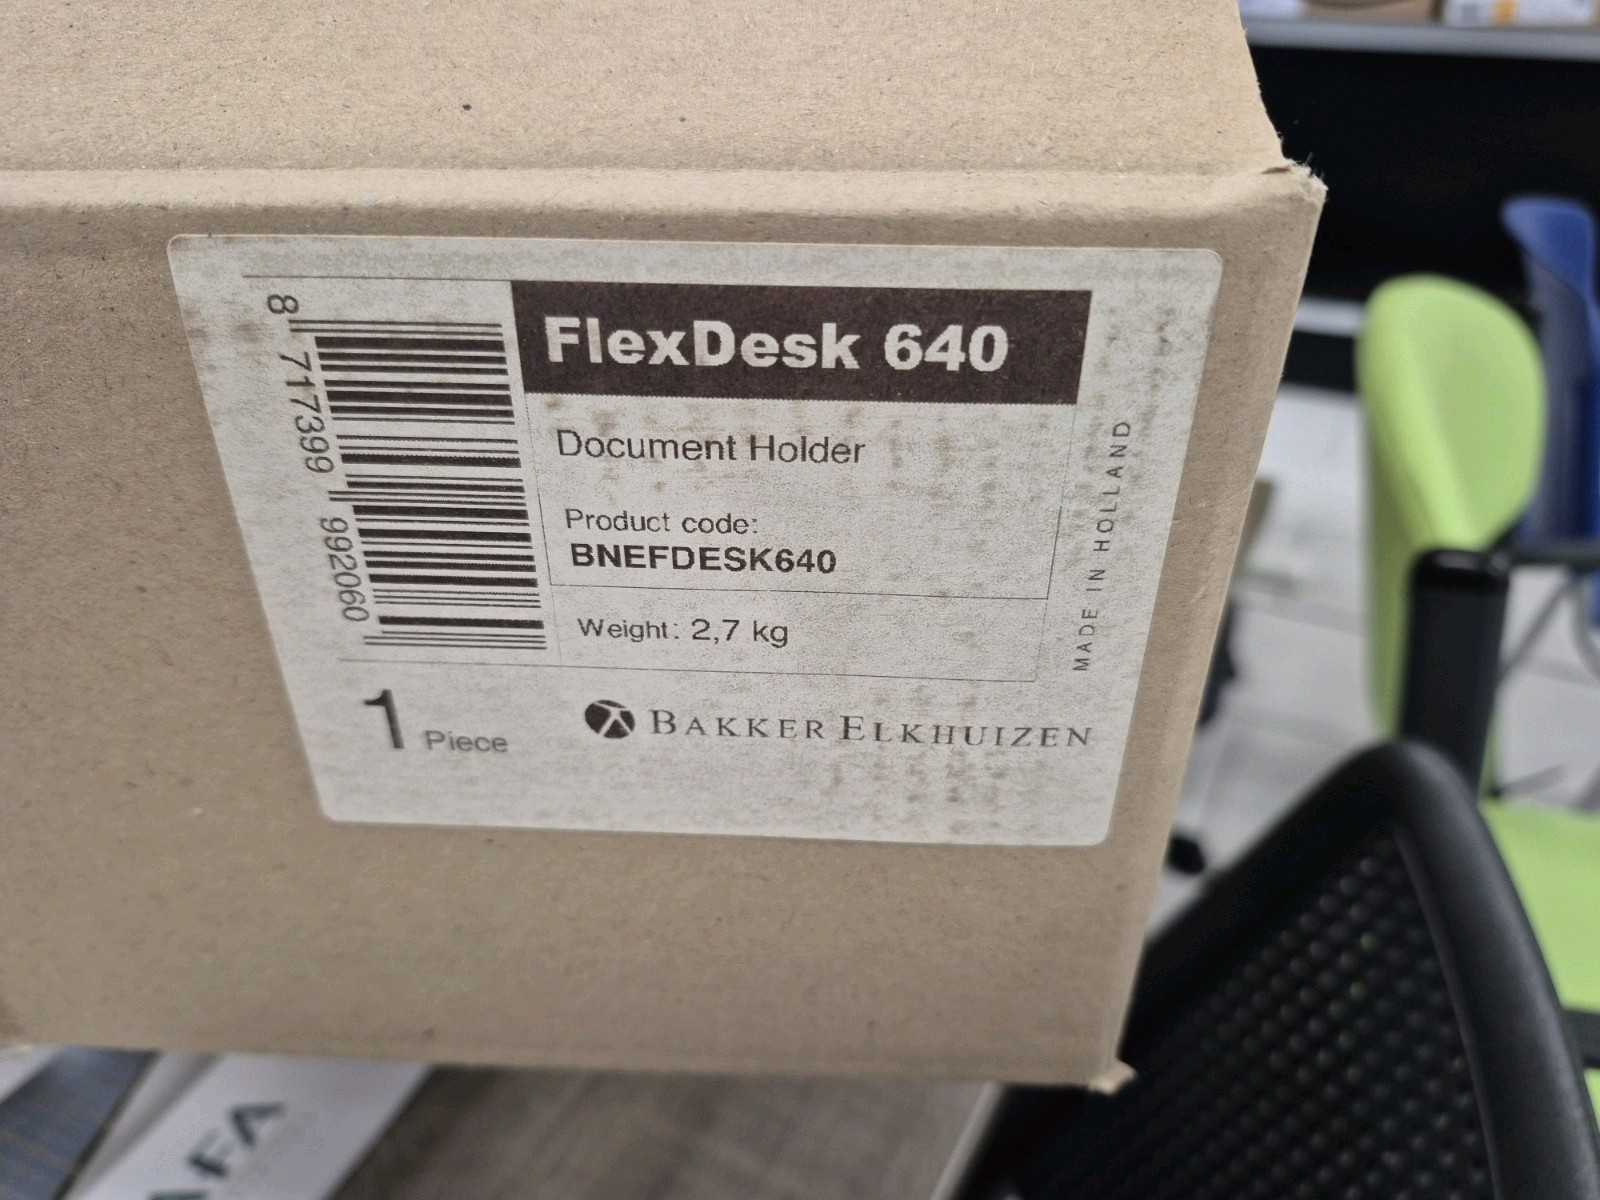 FlexDesk 640
Document Holder
Product code:
BNEFDESK640
Weight: 2,7 kg
8 717399 992060
MADE IN HOLLAND
1 Piece
BAKKER ELKHUIZEN
AFA